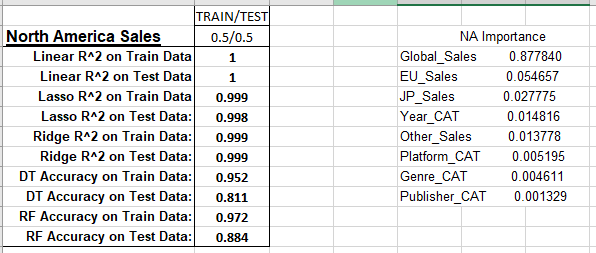 TRAIN/TEST
North America Sales 0.5/0.5 NA Importance
Linear R^2 on Train Data 1 Global_Sales 0.877840
Linear R^2 on Test Data 1 EU_Sales 0.054657
Lasso R^2 on Train Data 0.999 JP_Sales 0.027775
Lasso R^2 on Test Data: 0.998 Year_CAT 0.014816
Ridge R^2 on Train Data: 0.999 Other_Sales 0.013778
Ridge R^2 on Test Data: 0.999 Platform_CAT 0.005195
DT Accuracy on Train Data: 0.952 Genre_CAT 0.004611
DT Accuracy on Test Data: 0.811 Publisher_CAT 0.001329
RF Accuracy on Train Data: 0.972
RF Accuracy on Test Data: 0.884